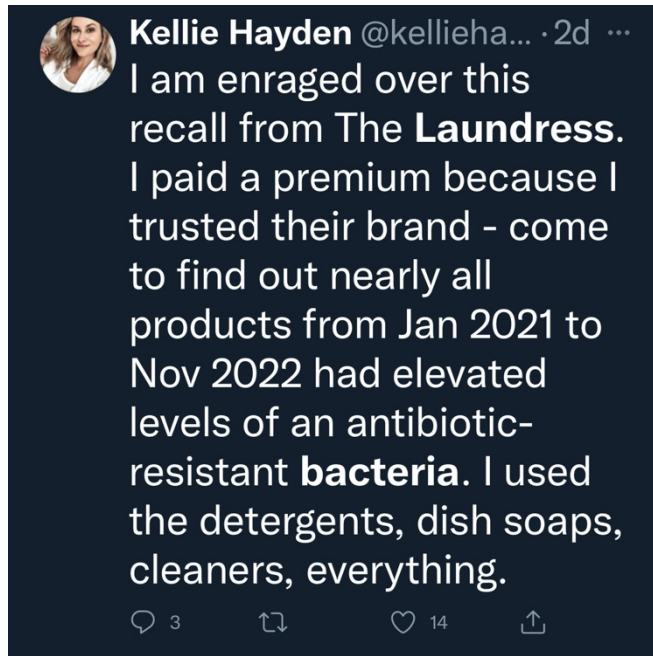 Kellie Hayden @kellieha... · 2d ...
I am enraged over this
recall from The Laundress.
I paid a premium because I
trusted their brand - come
to find out nearly all
products from Jan 2021 to
Nov 2022 had elevated
levels of an antibiotic-
resistant bacteria. I used
the detergents, dish soaps,
cleaners, everything.
3 14